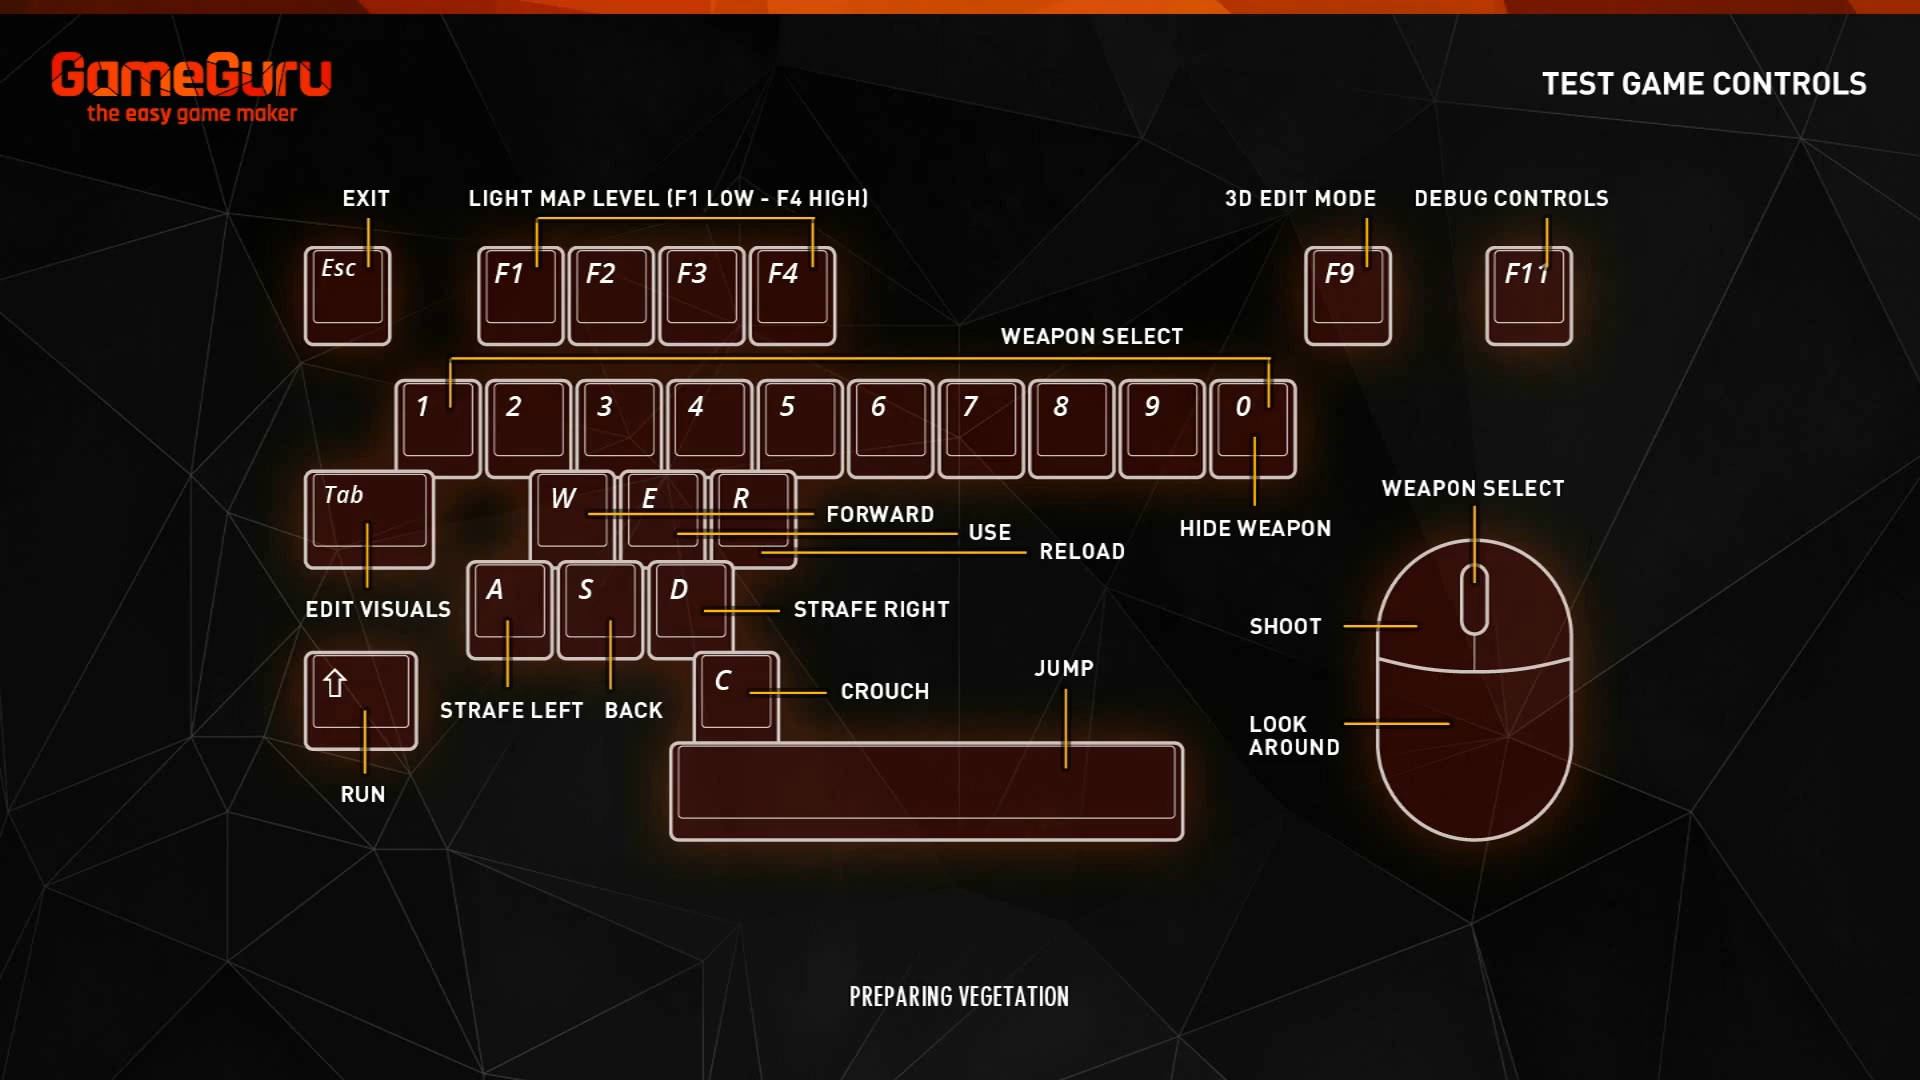 GameGuru
the easy game maker
TEST GAME CONTROLS
EXIT
LIGHT MAP LEVEL (F1 LOW - F4 HIGH)
3D EDIT MODE
DEBUG CONTROLS
Esc
F1
F2
F3
F4
F9
F11
WEAPON SELECT
1
2
3
4
5
6
7
8
9
0
Tab
W
E
R
FORWARD
USE
RELOAD
HIDE WEAPON
WEAPON SELECT
EDIT VISUALS
A
S
D
STRAFE RIGHT
SHOOT
STRAFE LEFT
BACK
C
CROUCH
JUMP
LOOK
AROUND
RUN
PREPARING VEGETATION